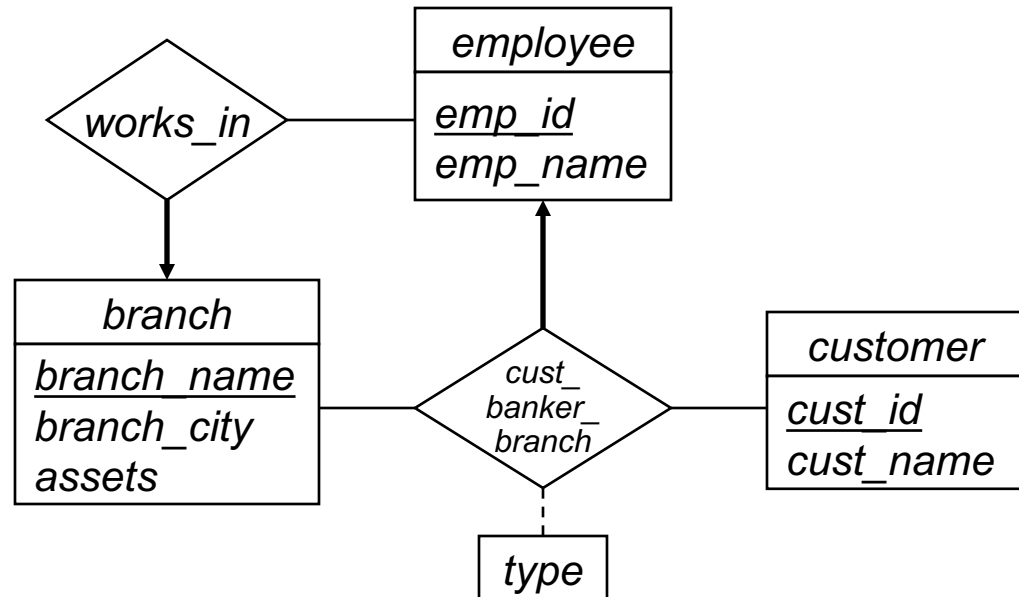 employee
emp_id
emp_name
works_in
branch
branch_name
branch_city
assets
cust_
banker_
branch
customer
cust_id
cust_name
type